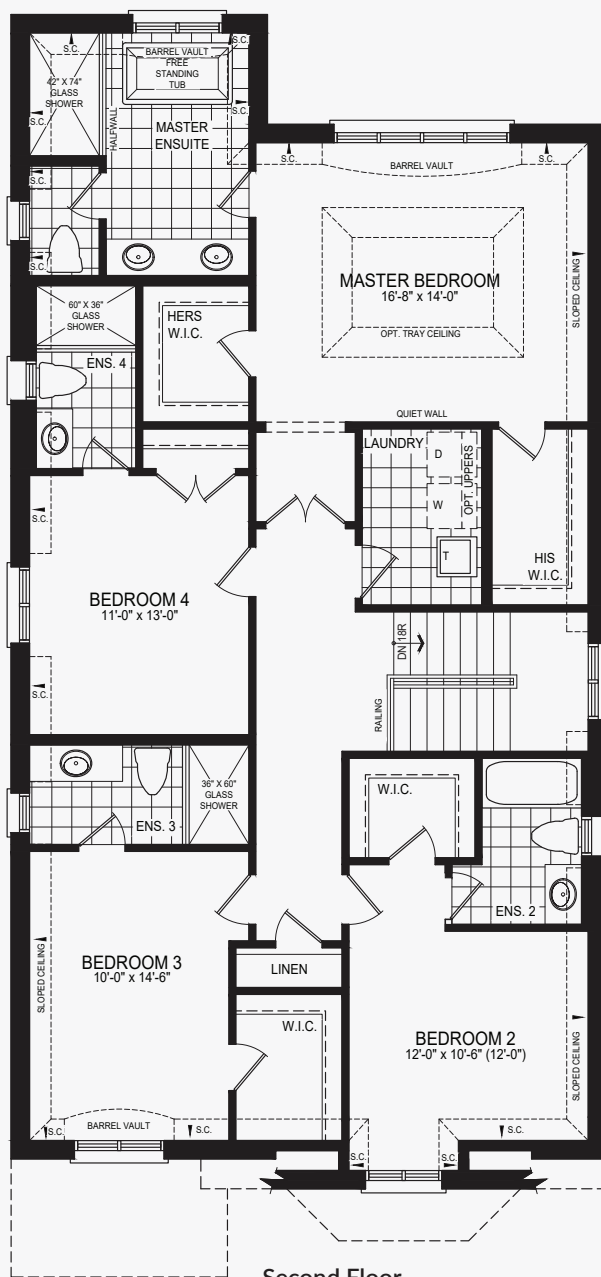 S.C.
S.C.
BARREL VAULT
FREE
STANDING
TUB
42" X 74"
GLASS
SHOWER
S.C.
S.C.
HALFWALL
MASTER
ENSUITE
S.C.
S.C.
S.C.
S.C.
BARREL VAULT
S.C.
MASTER BEDROOM
16'-8" x 14'-0"
OPT. TRAY CEILING
SLOPED CEILING
QUIET WALL
60" X 36"
GLASS
SHOWER
HERS
W.I.C.
ENS. 4
LAUNDRY
D
W
OPT. UPPERS
T
HIS
W.I.C.
S.C.
BEDROOM 4
11'-0" x 13'-0"
S.C.
DN 18R
RAILING
36" X 60"
GLASS
SHOWER
ENS. 3
W.I.C.
ENS. 2
BEDROOM 3
10'-0" x 14'-6"
SLOPED CEILING
LINEN
W.I.C.
BEDROOM 2
12'-0" x 10'-6" (12'-0")
SLOPED CEILING
BARREL VAULT
S.C.
S.C.
S.C.
S.C.
S.C.
Second Floor